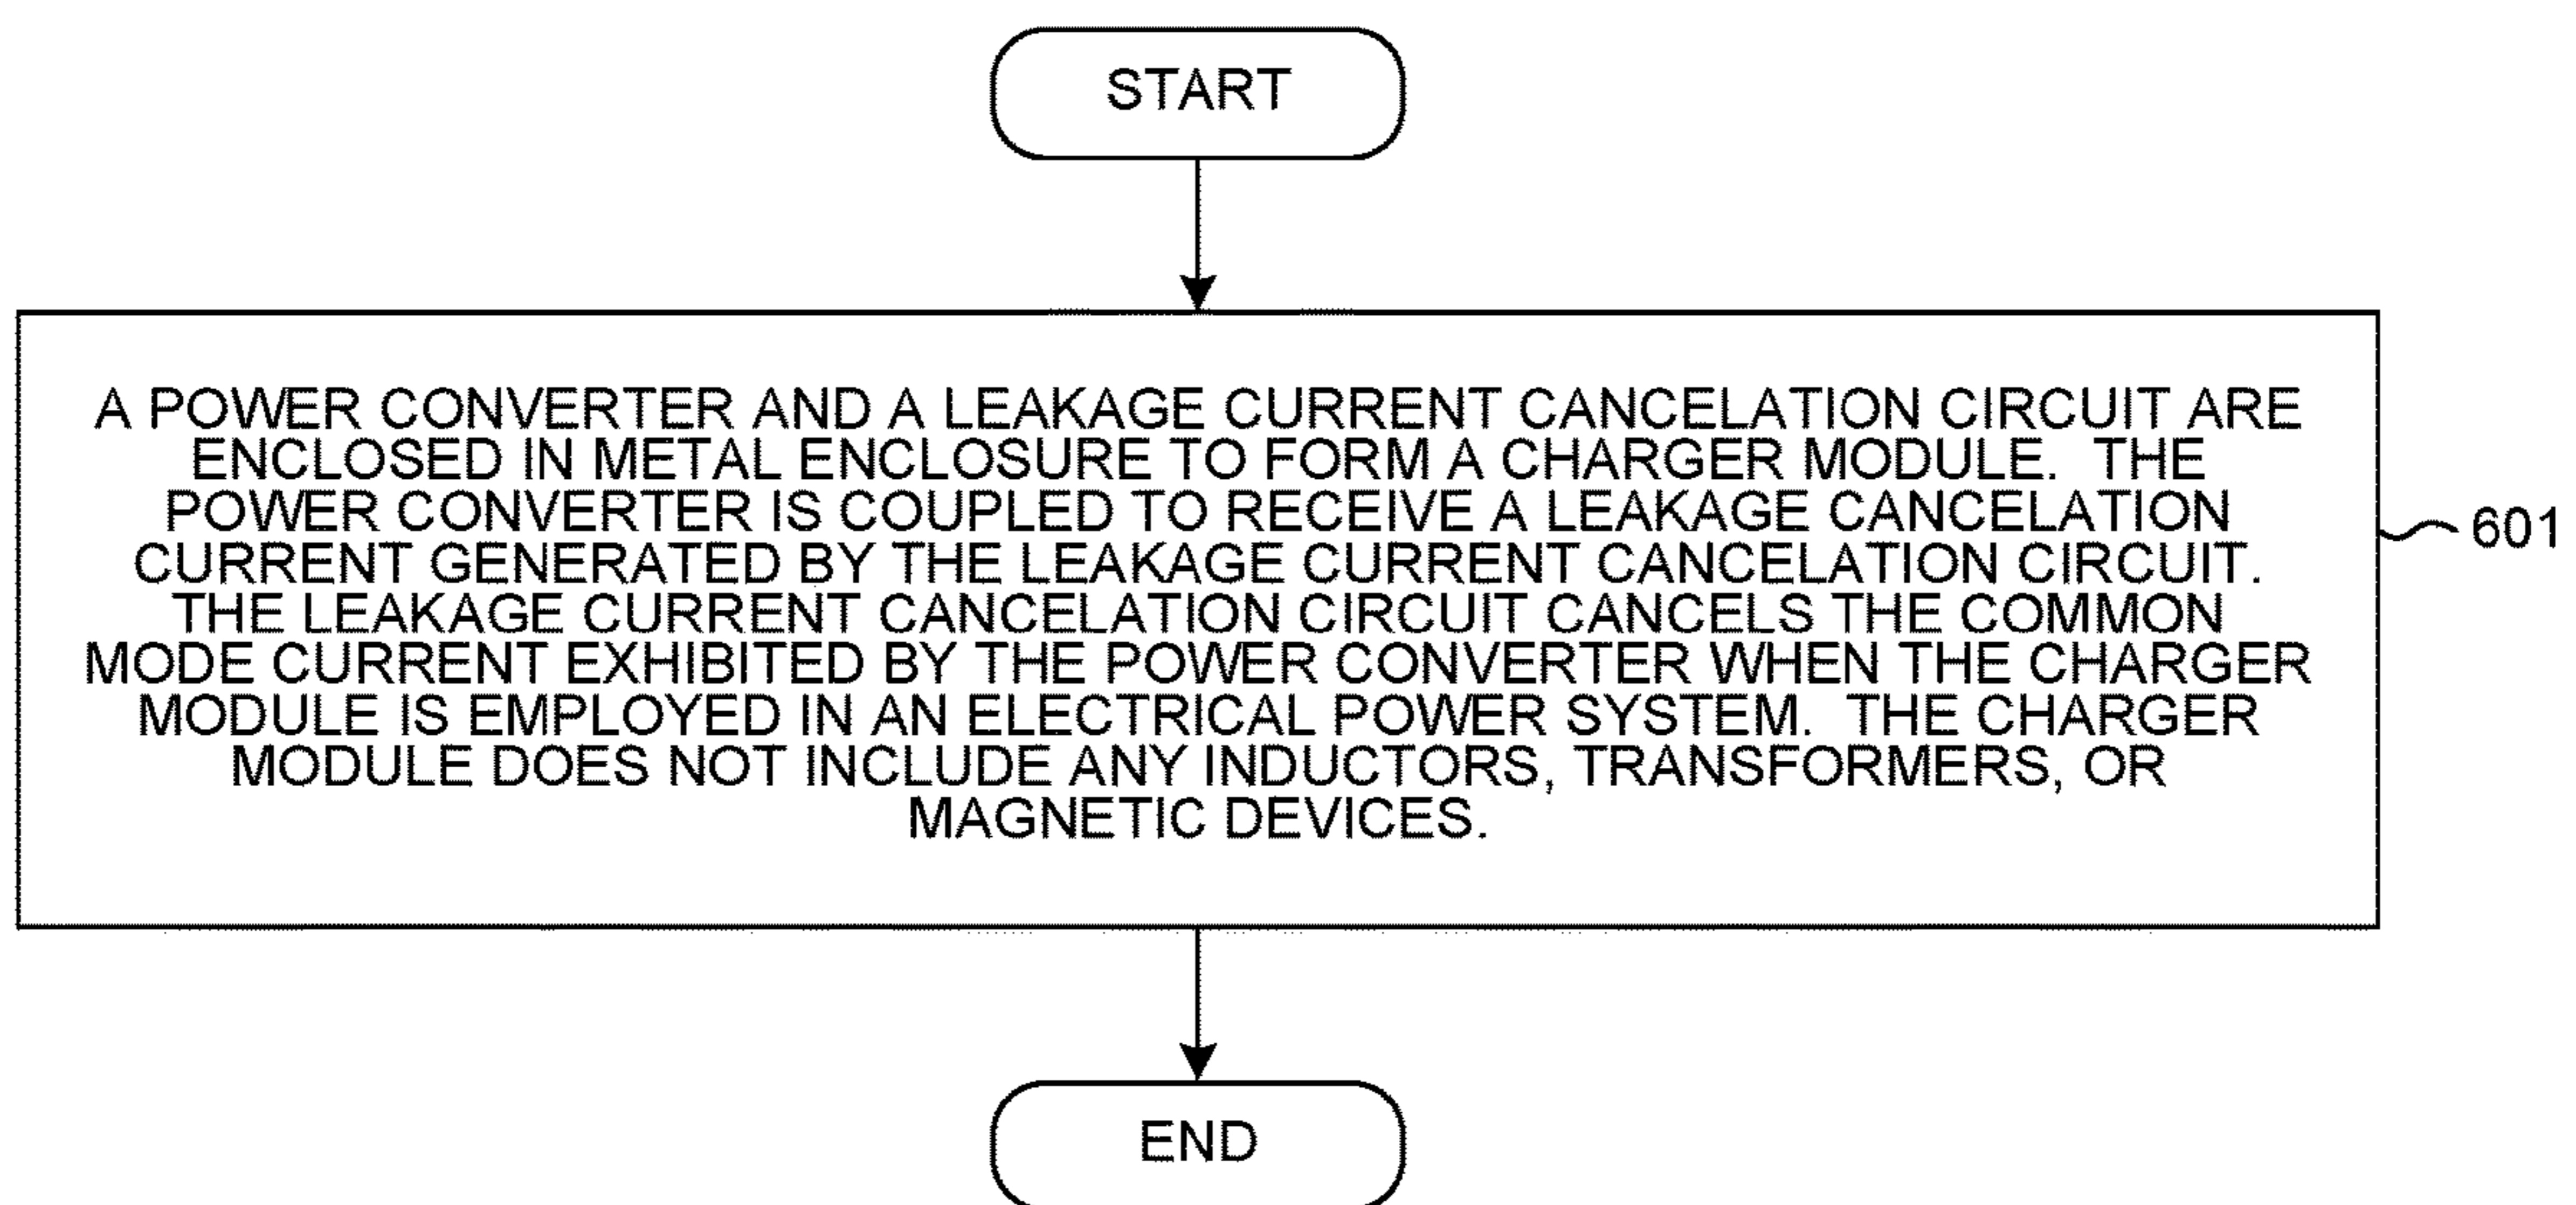 START
A POWER CONVERTER AND A LEAKAGE CURRENT CANCELATION CIRCUIT ARE
ENCLOSED IN METAL ENCLOSURE TO FORM A CHARGER MODULE. THE
POWER CONVERTER IS COUPLED TO RECEIVE A LEAKAGE CANCELATION
CURRENT GENERATED BY THE LEAKAGE CURRENT CANCELATION CIRCUIT.
THE LEAKAGE CURRENT CANCELATION CIRCUIT CANCELS THE COMMON
MODE CURRENT EXHIBITED BY THE POWER CONVERTER WHEN THE CHARGER
MODULE IS EMPLOYED IN AN ELECTRICAL POWER SYSTEM. THE CHARGER
MODULE DOES NOT INCLUDE ANY INDUCTORS, TRANSFORMERS, OR
MAGNETIC DEVICES.
601
END